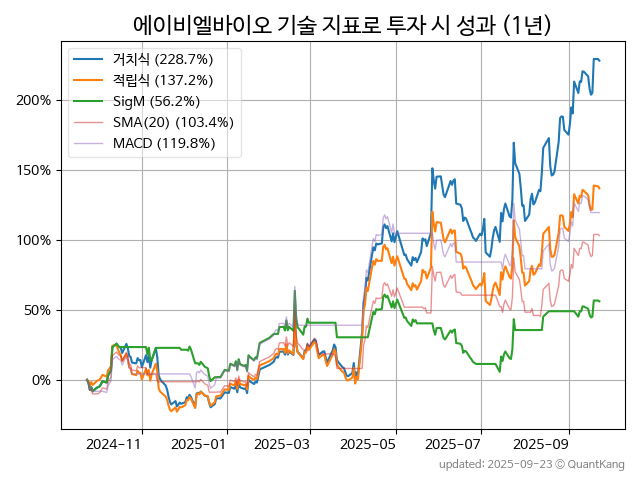 에이비엘바이오 기술 지표로 투자 시 성과 (1년)
거치식 (228.7%)
적립식 (137.2%)
SigM (56.2%)
SMA(20) (103.4%)
MACD (119.8%)
200%
150%
100%
50%
0%
2024-11 2025-01 2025-03 2025-05 2025-07 2025-09
updated: 2025-09-23 © QuantKang